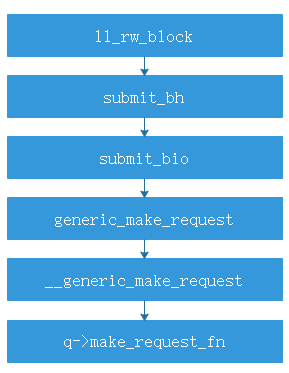 ll_rw_block
submit_bh
submit_bio
generic_make_request
__generic_make_request
q->make_request_fn